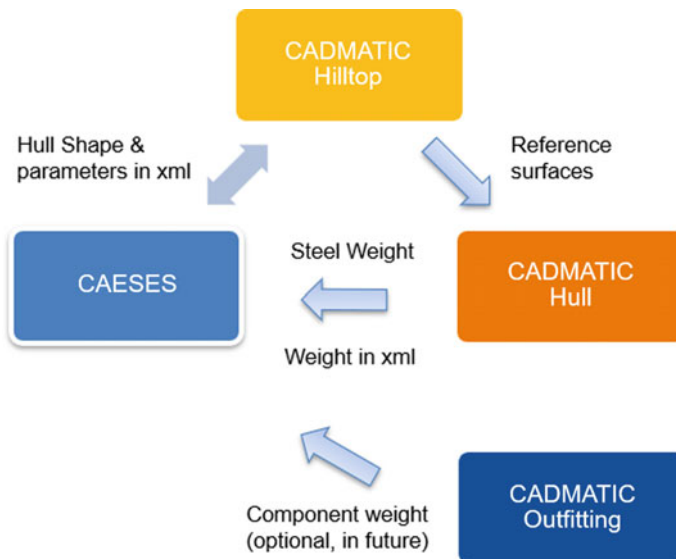 CADMATIC
Hilltop
Hull Shape &
parameters in xml
Reference
surfaces
CAESES
Steel Weight
Weight in xml
CADMATIC
Hull
Component weight
(optional, in future)
CADMATIC
Outfitting